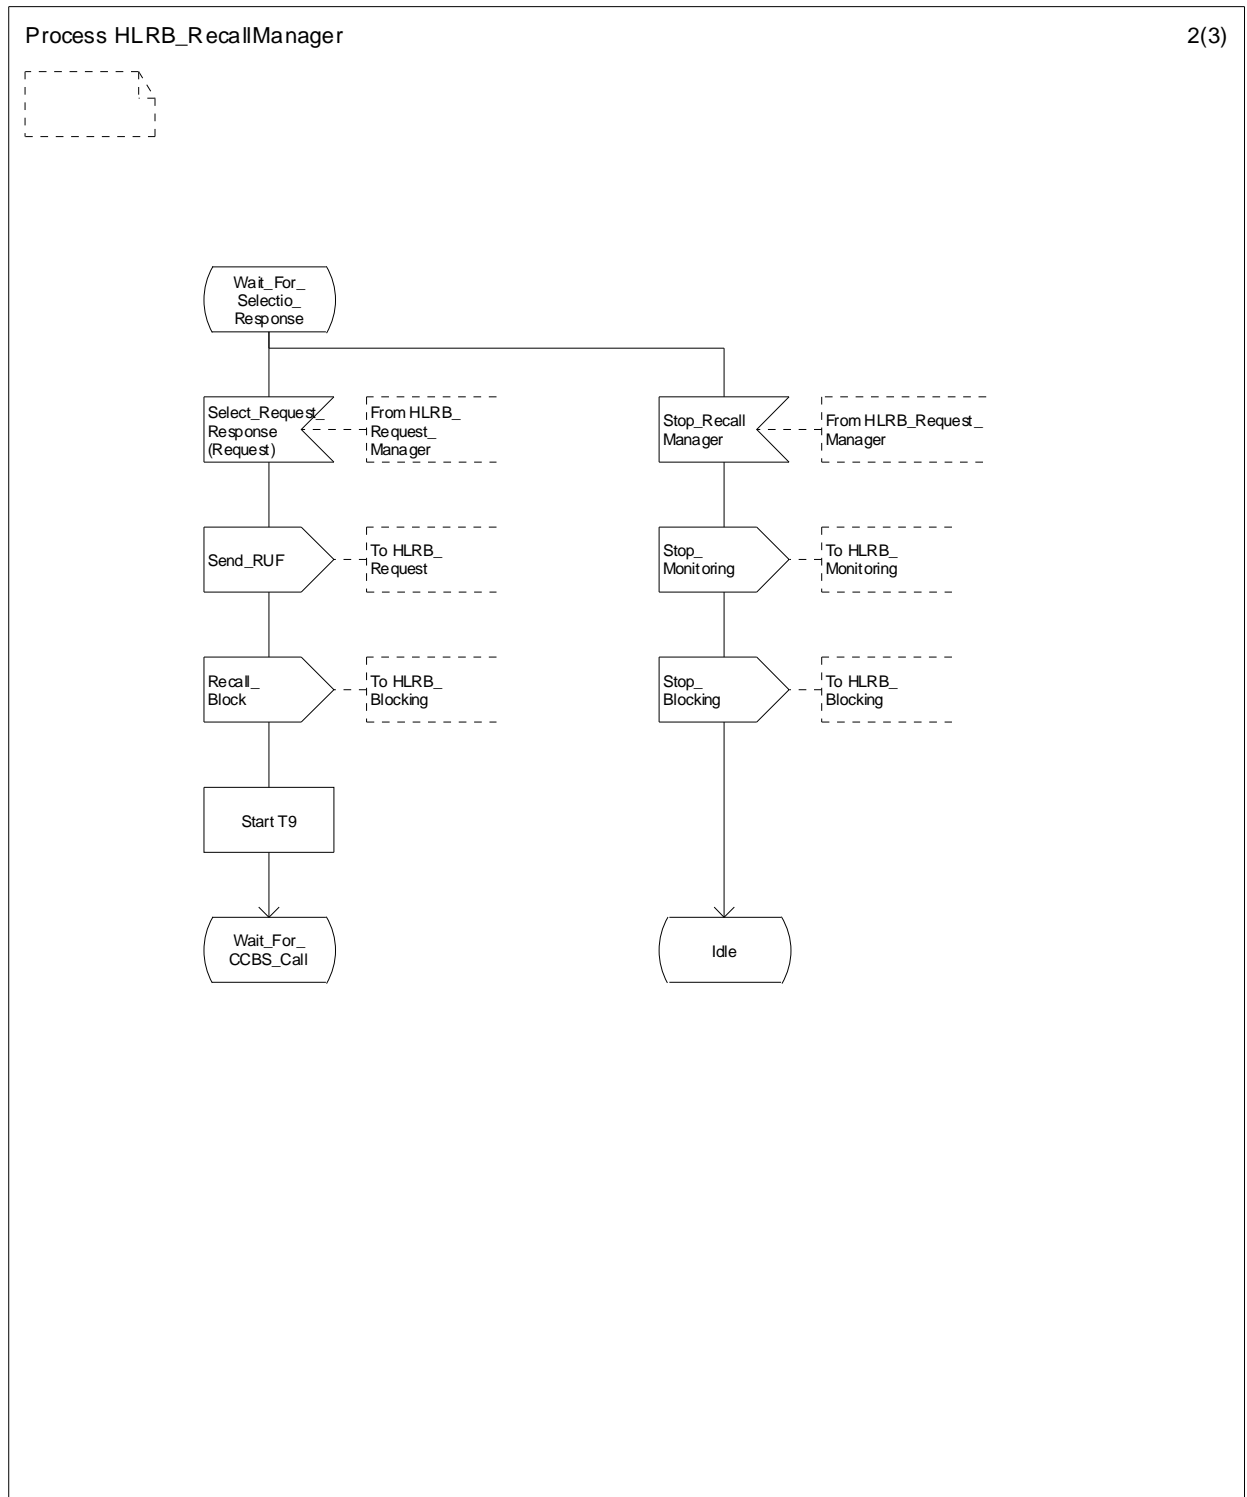 Process HLRB_RecallManager
2(3)
Wait_For_
Selectio_
Response
Select_Request_
Response
(Request)
From HLRB_
Request_
Manager
Stop_Recall
Manager
From HLRB_Request_
Manager
Send_RUF
To HLRB_
Request
Stop_
Monitoring
To HLRB_
Monitoring
Recall_
Block
To HLRB_
Blocking
Stop_
Blocking
To HLRB_
Blocking
Start T9
Wait_For_
CCBS_Call
Idle